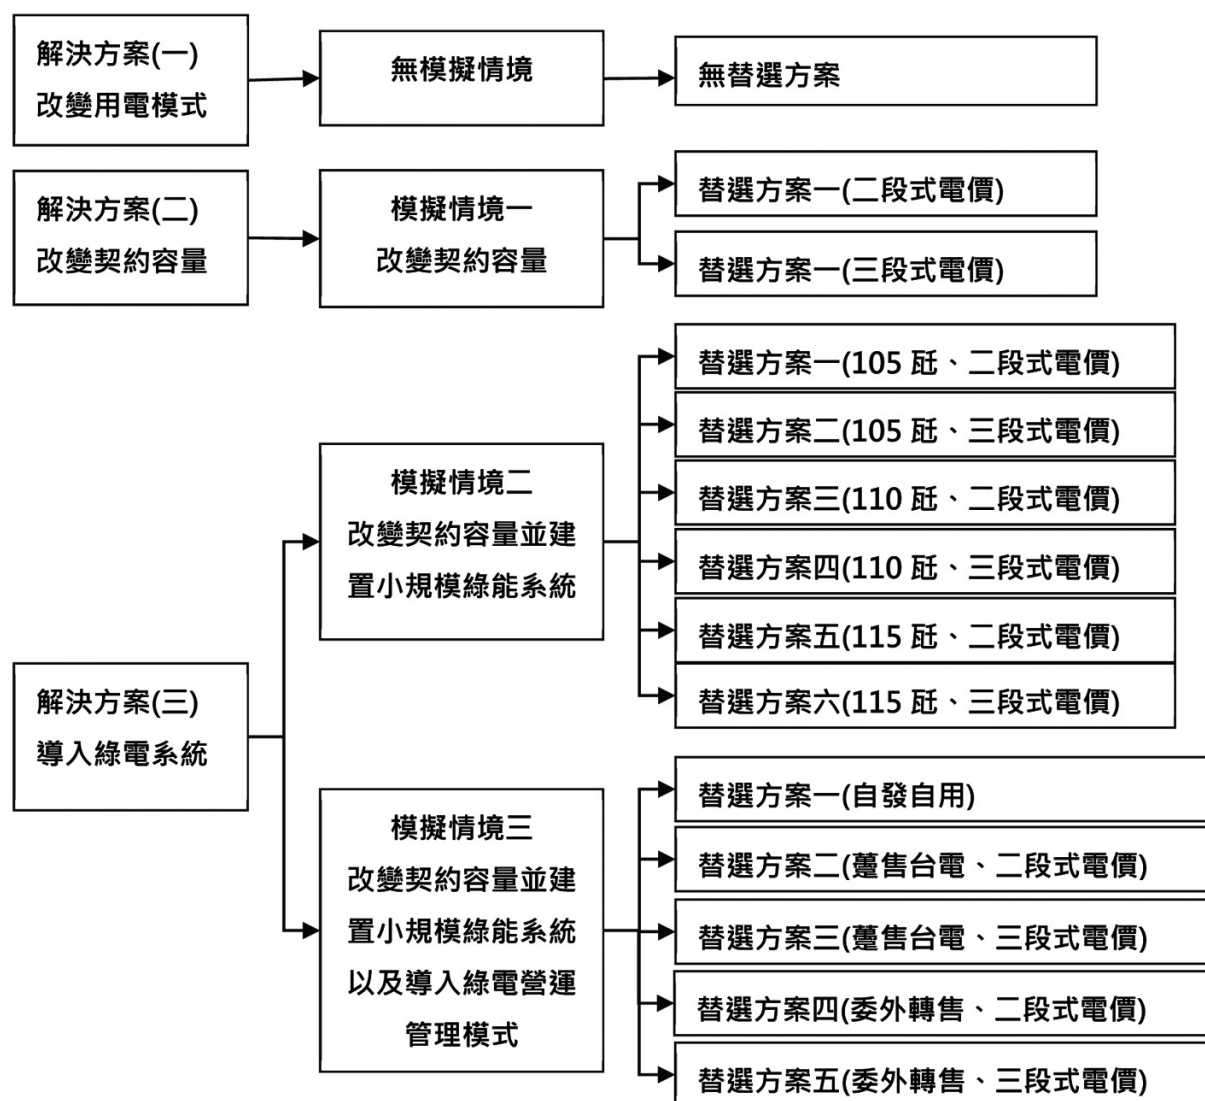 解決方案(一)
改變用電模式
無模擬情境
無替選方案
解決方案(二)
改變契約容量
模擬情境一
改變契約容量
替選方案一(二段式電價)
替選方案一(三段式電價)
解決方案(三)
導入綠電系統
模擬情境二
改變契約容量並建
置小規模綠能系統
替選方案一(105 瓩、二段式電價)
替選方案二(105 瓩、三段式電價)
替選方案三(110 瓩、二段式電價)
替選方案四(110 瓩、三段式電價)
替選方案五(115 瓩、二段式電價)
替選方案六(115 瓩、三段式電價)
模擬情境三
改變契約容量並建
置小規模綠能系統
以及導入綠電營運
管理模式
替選方案一(自發自用)
替選方案二(躉售台電、二段式電價)
替選方案三(躉售台電、三段式電價)
替選方案四(委外轉售、二段式電價)
替選方案五(委外轉售、三段式電價)